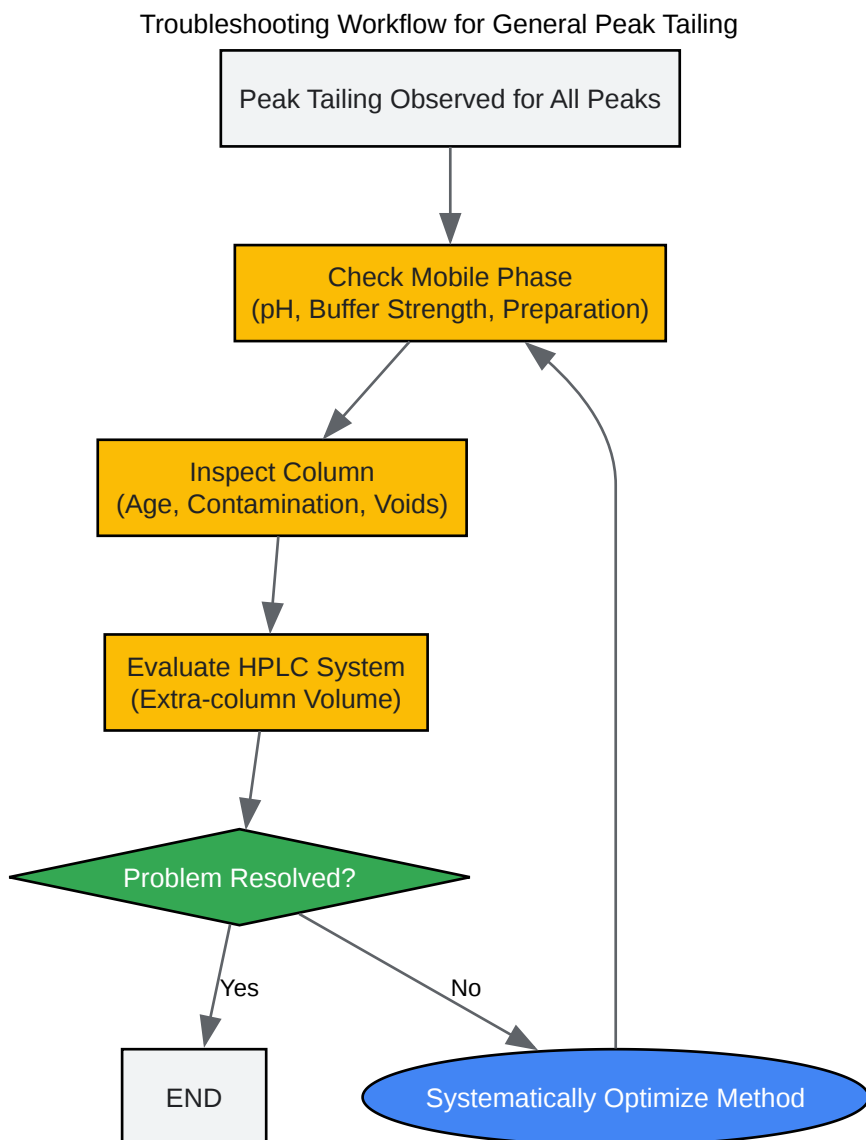 Troubleshooting Workflow for General Peak Tailing
Peak Tailing Observed for All Peaks
Check Mobile Phase
(pH, Buffer Strength, Preparation)
Inspect Column
(Age, Contamination, Voids)
Evaluate HPLC System
(Extra-column Volume)
Problem Resolved?
Yes
No
END
Systematically Optimize Method